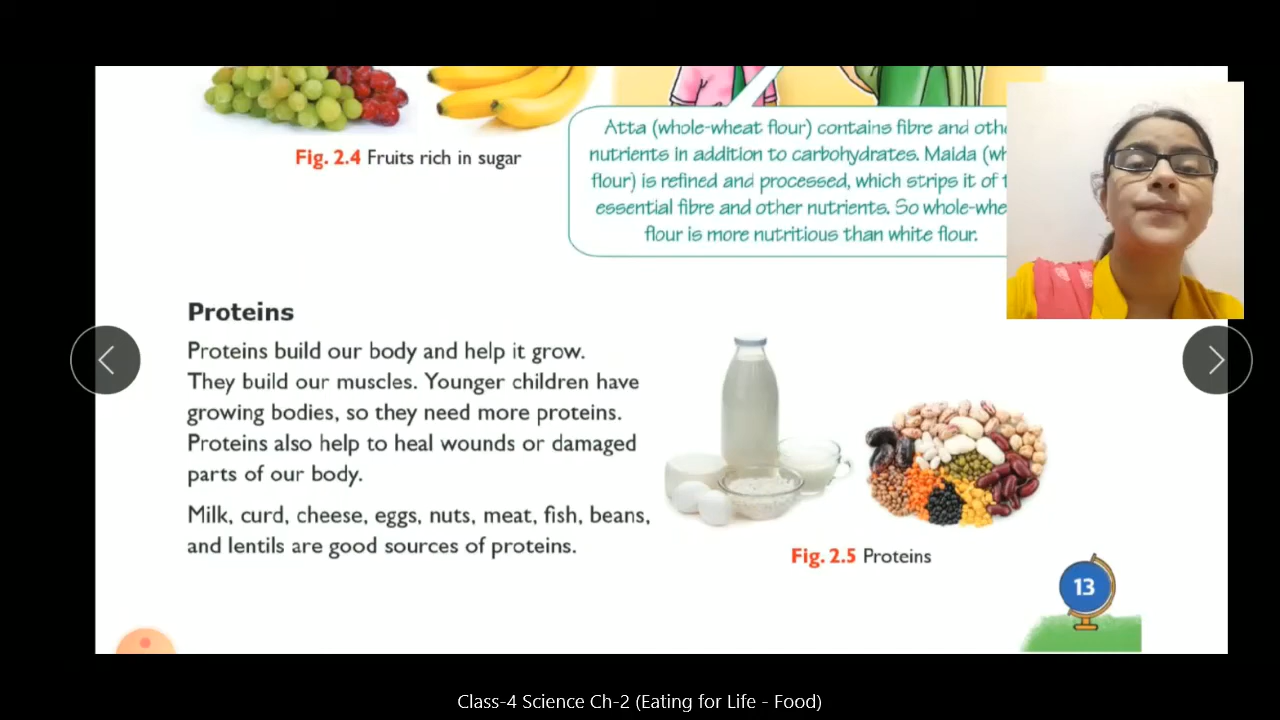 Fig. 2.4 Fruits rich in sugar
Atta (whole-wheat flour) contains fibre and
nutrients in addition to carbohydrates. Maida
flour) is refined and processed, which strips it of
essential fibre and other nutrients. So
flour is more nutritious than white flour.
Proteins
Proteins build our body and help it grow.
They build our muscles. Younger children have
growing bodies, so they need more proteins.
Proteins also help to heal wounds or damaged
parts of our body.
Milk, curd, cheese, eggs, nuts, meat, fish, beans,
and lentils are good sources of proteins.
Fig. 2.5 Proteins
13
Class-4 Science Ch-2 (Eating for Life - Food)